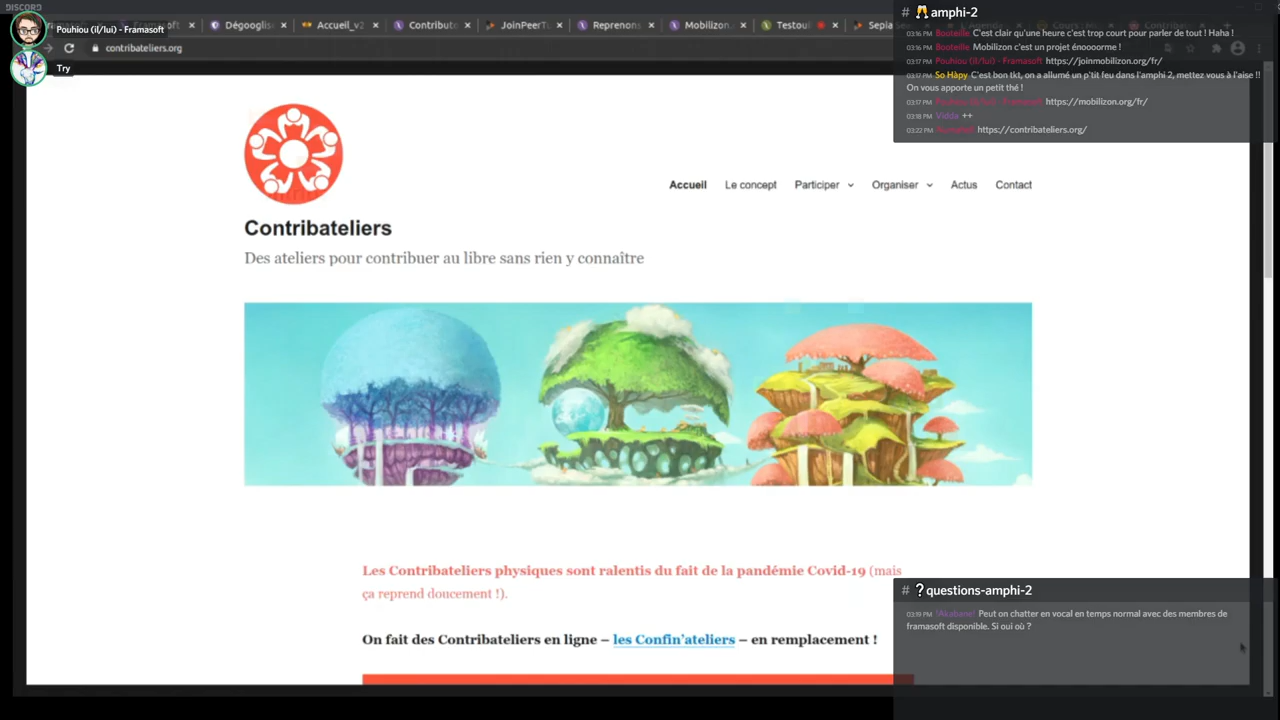 DISCORD
Pouhiou (il/lui) - Framasoft
Try
Dégooglis
Accueil_v2
Contribute
JoinPeerT
Reprenons
Mobilizon
Testou
Sepia
contribateliers.org
# amphi-2
03:16 PM Bouteille C'est clair qu'une heure c'est trop court pour parler de tout ! Haha !
03:16 PM Bouteille Mobilizon c'est un projet énoooorme !
03:17 PM Pouhiou (il/lui) - Framasoft https://joinmobilizon.org/fr/
03:17 PM So Hàpy C'est bon tkt, on a allumé un p'tit feu dans l'amphi 2, mettez vous à l'aise !!
On vous apporte un petit thé !
Pouhiou (il/lui) - Framasoft https://mobilizon.org/fr/
03:18 PM Vidda ++
03:22 PM https://contribateliers.org/
Accueil
Le concept
Participer
Organiser
Actus
Contact
Contribateliers
Des ateliers pour contribuer au libre sans rien y connaître
Les Contribateliers physiques sont ralentis du fait de la pandémie Covid-19 (mais
ça reprend doucement !).
On fait des Contribateliers en ligne – les Confin'ateliers – en remplacement !
# ?questions-amphi-2
03:19 PM Peut on chatter en vocal en temps normal avec des membres de
framasoft disponible. Si oui où ?